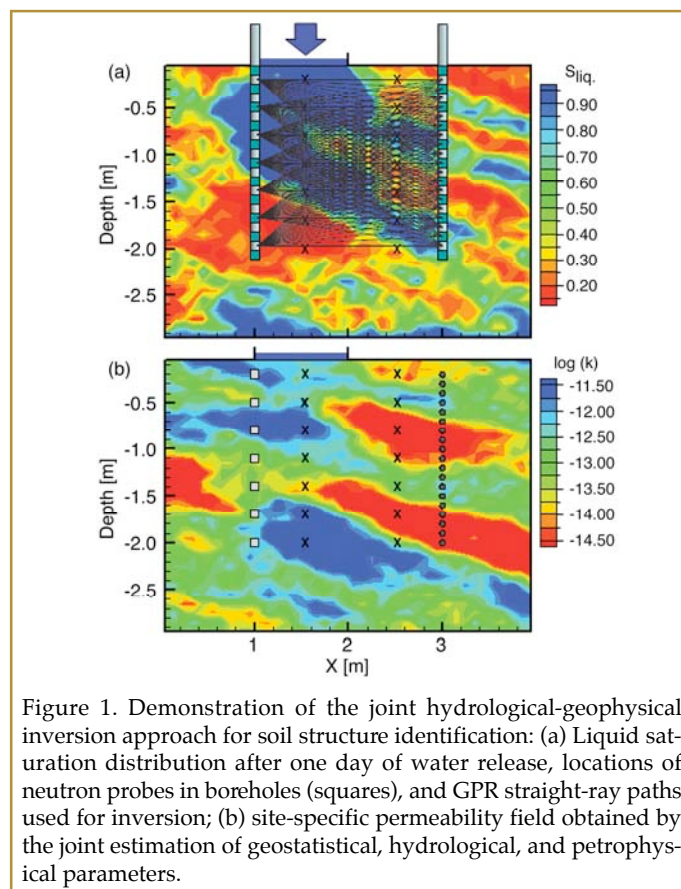 (a)
S liq.
0.90
0.80
0.70
0.60
0.50
0.40
0.30
0.20
Depth [m]
-0.5
-1.0
-1.5
-2.0
-2.5
(b)
log (k)
-11.50
-12.00
-12.50
-13.00
-13.50
-14.00
-14.50
Depth [m]
-0.5
-1.0
-1.5
-2.0
-2.5
1 2 3
X [m]
Figure 1. Demonstration of the joint hydrological-geophysical
inversion approach for soil structure identification: (a) Liquid sat-
uration distribution after one day of water release, locations of
neutron probes in boreholes (squares), and GPR straight-ray paths
used for inversion; (b) site-specific permeability field obtained by
the joint estimation of geostatistical, hydrological, and petrophys-
ical parameters.